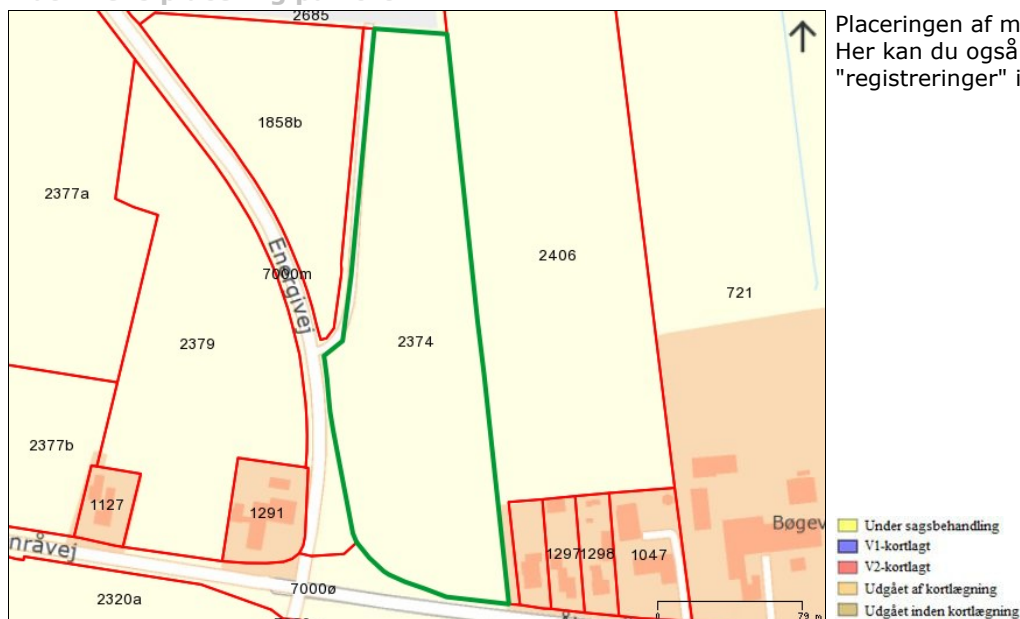 2685
Placeringen af m
Her kan du også
"registreringer" i
1858b
2377a
2406
Energivej
7000m
721
2379
2374
2377b
1127
1291
1297
1298
1047
Bøgev
nråvej
7000ø
2320a
79 m
0
Under sagsbehandling
V1-kortlagt
V2-kortlagt
Udgået af kortlægning
Udgået inden kortlægning